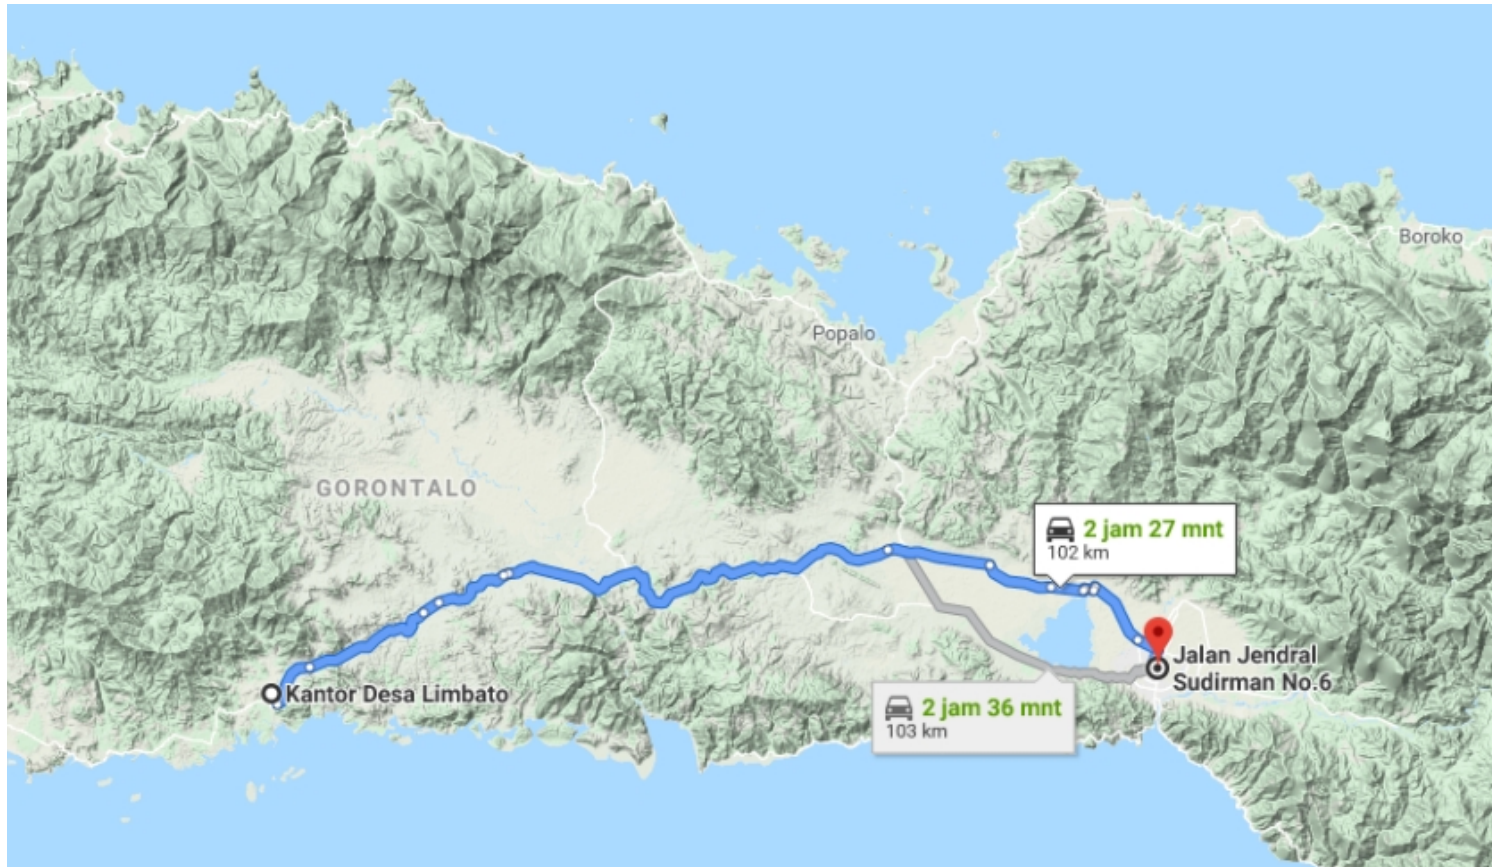 Boroko
Popalo
GORONTALO
2 jam 27 mnt
102 km
Jalan Jendral
Sudirman No.6
Kantor Desa Limbato
2 jam 36 mnt
103 km